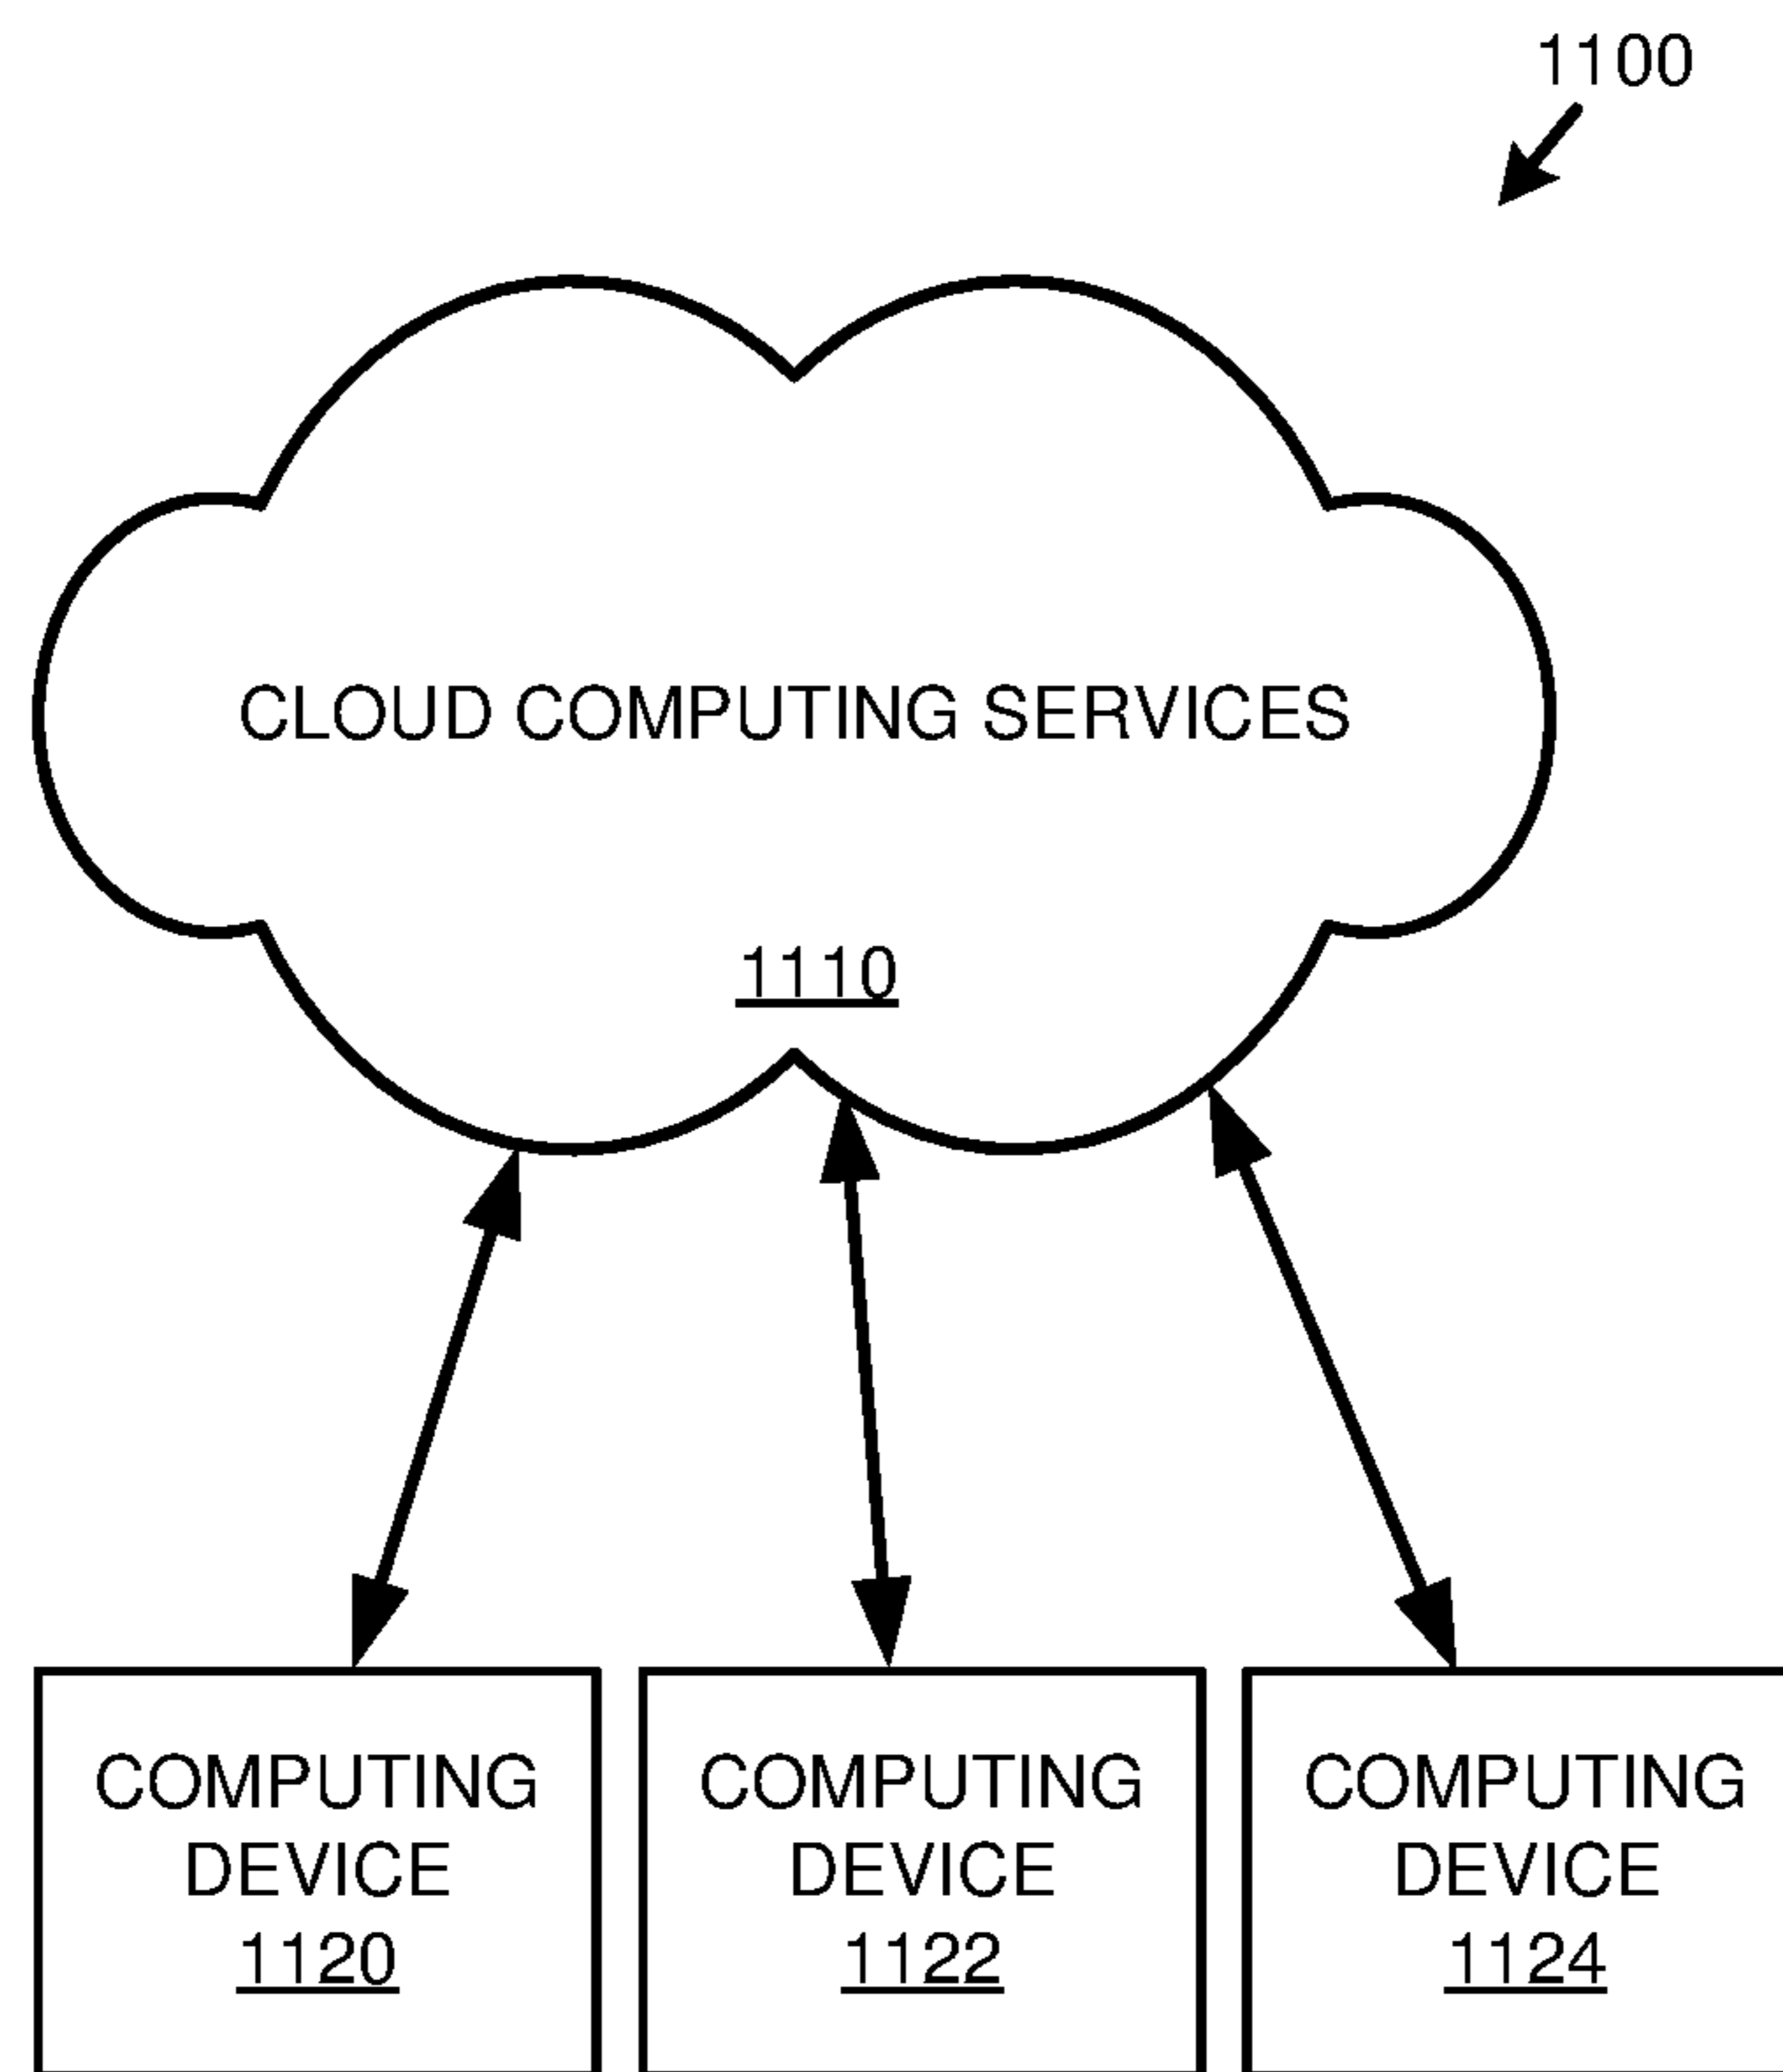 1100
CLOUD COMPUTING SERVICES
1110
COMPUTING
DEVICE
1120
COMPUTING
DEVICE
1122
COMPUTING
DEVICE
1124